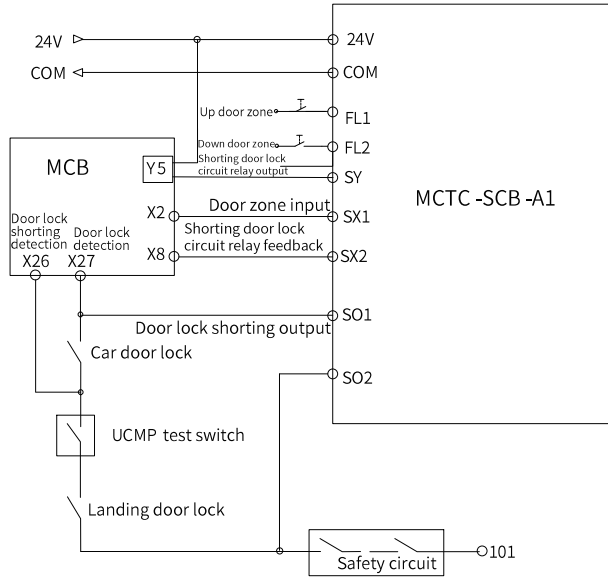 24V
24V
COM
COM
Up door zone
FL1
Down door zone
FL2
Shorting door lock
circuit relay output
SY
MCB
Y5
MCTC -SCB -A1
X2
Door zone input
SX1
Door lock
shorting
detection
Door lock
detection
Shorting door lock
circuit relay feedback
X26
X27
X8
SX2
SO1
Door lock shorting output
Car door lock
SO2
UCMP test switch
Landing door lock
101
Safety circuit